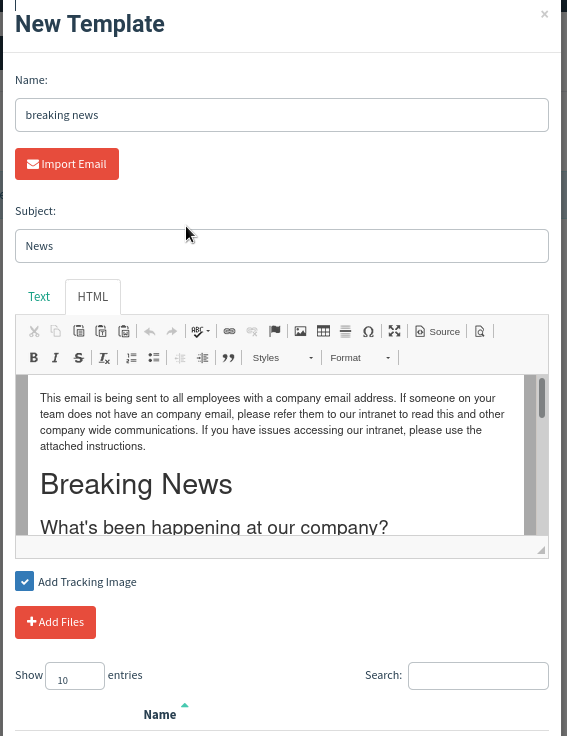 New Template
×
Name:
breaking news
Import Email
Subject:
News
Text HTML
ABC Ω Source
B I S Tx Styles Format
This email is being sent to all employees with a company email address. If someone on your
team does not have an company email, please refer them to our intranet to read this and other
company wide communications. If you have issues accessing our intranet, please use the
attached instructions.
Breaking News
What's been happening at our company?
Add Tracking Image
+ Add Files
Show 10 entries Search:
Name